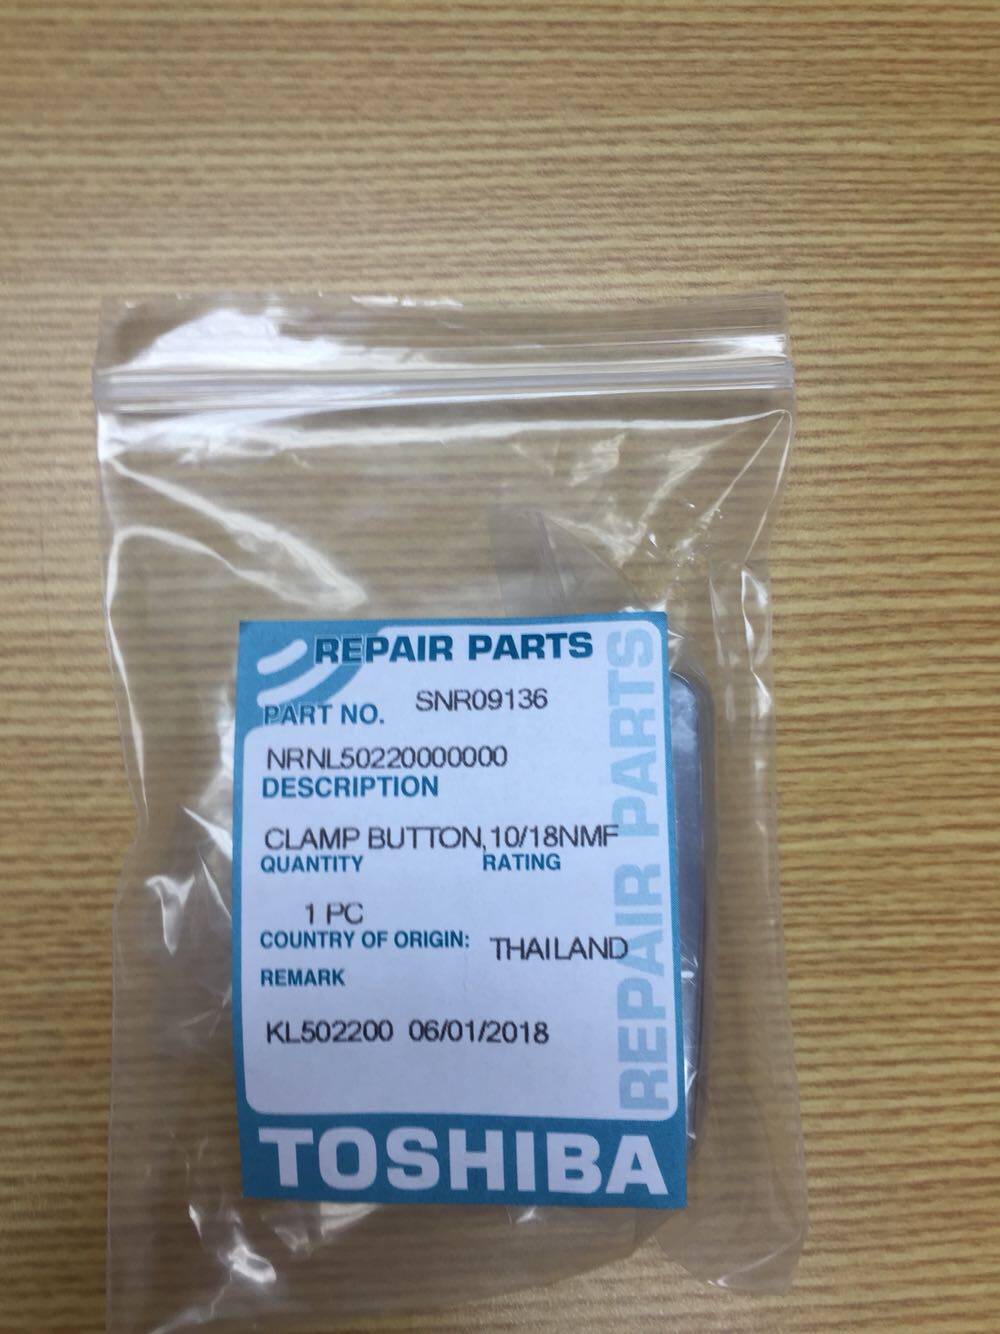 REPAIR PARTS
PART NO. SNR09136
NRNL50220000000
DESCRIPTION
CLAMP BUTTON,10/18NMF
QUANTITY RATING
1 PC
COUNTRY OF ORIGIN: THAILAND
REMARK
KL502200 06/01/2018
REPAIR PARTS
TOSHIBA